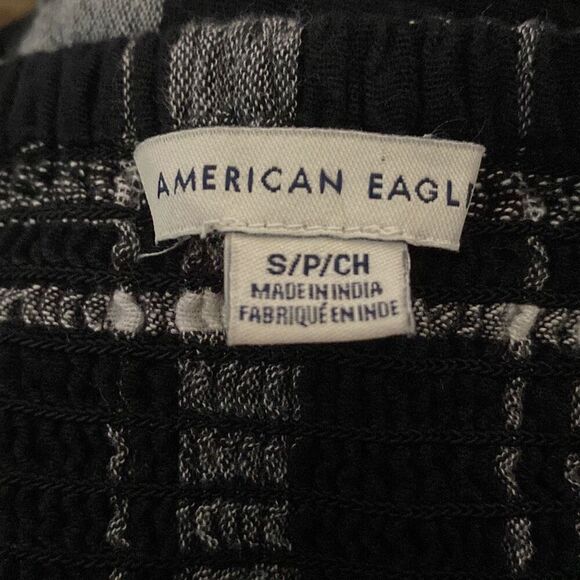 AMERICAN EAGL
S/P/CH
MADE IN INDIA
FABRIQUÉ EN INDE